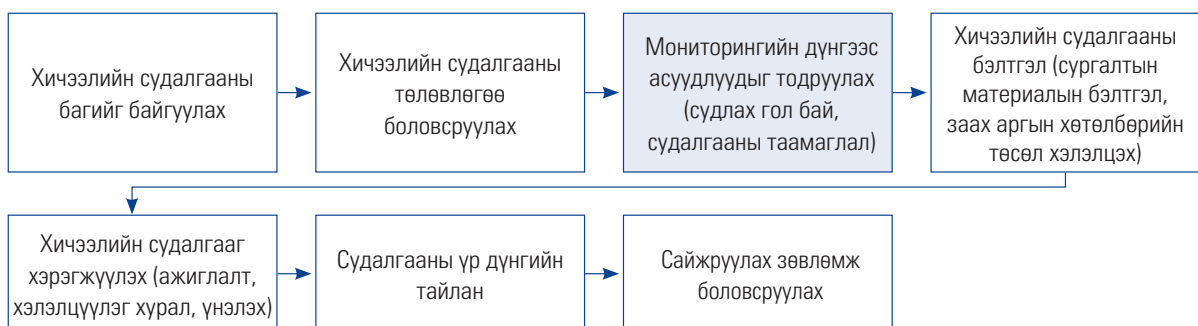 Хичээлийн судалгааны
багийг байгуулах
Хичээлийн судалгааны
төлөвлөгөө
боловсруулах
Мониторингийн дүнгээс
асуудлуудыг тодруулах
(судлах гол бай,
судалгааны таамаглал)
Хичээлийн судалгааны
бэлтгэл (сургалтын
материалын бэлтгэл,
заах аргын хөтөлбөрийн
төсөл хэлэлцэх)
Хичээлийн судалгааг
хэрэгжүүлэх (ажиглалт,
хэлэлцүүлэг хурал, үнэлэх)
Судалгааны үр дүнгийн
тайлан
Сайжруулах зөвлөмж
боловсруулах